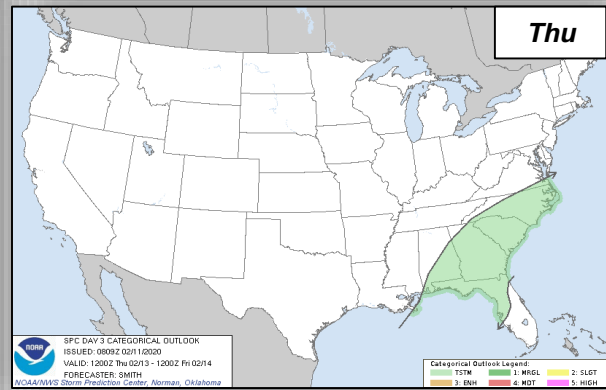 Thu
NOAA
SPC DAY 3 CATEGORICAL OUTLOOK
ISSUED: 0809Z 02/11/2020
VALID: 1200Z Thu 02/13 - 1200Z Fri 02/14
FORECASTER: SMITH
NOAA/NWS Storm Prediction Center, Norman, Oklahoma
Categorical Outlook Legend:
TSTM 1: MRGL 2: SLGT
3: ENH 4: MDT 5: HIGH